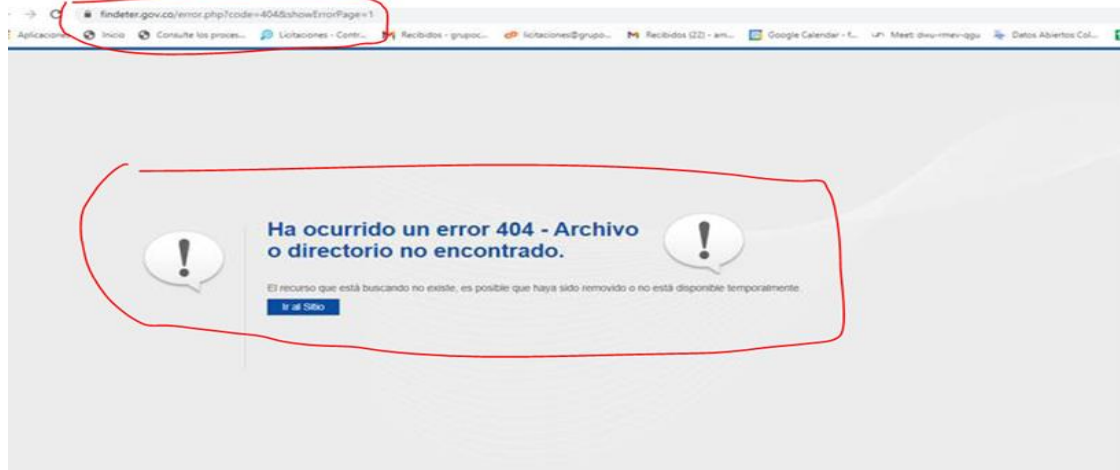 findeter.gov.co/error.php?code=404&showErrorPage=1
Aplicaciones Inicio Consulte los proces... Licitaciones - Contr... Recibidos - grupoc... licitaciones@grupo... Recibidos (22) - am... Google Calendar - f... Meet: dwu-rmev-qgu Datos Abiertos Col...
Ha ocurrido un error 404 - Archivo
o directorio no encontrado.
El recurso que está buscando no existe, es posible que haya sido removido o no está disponible temporalmente.
Ir al Sitio